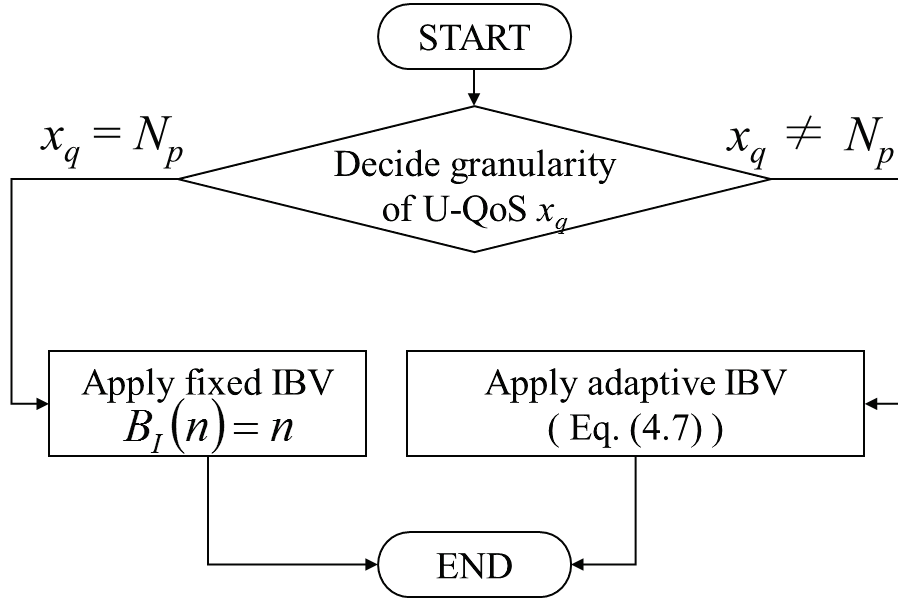 START
x_q = N_p
x_q ≠ N_p
Decide granularity
of U-QoS x_q
Apply fixed IBV
B_I(n) = n
Apply adaptive IBV
( Eq. (4.7) )
END